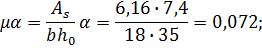 μα = A_s / bh_0 α = 6,16 · 7,4 / 18 · 35 = 0,072;